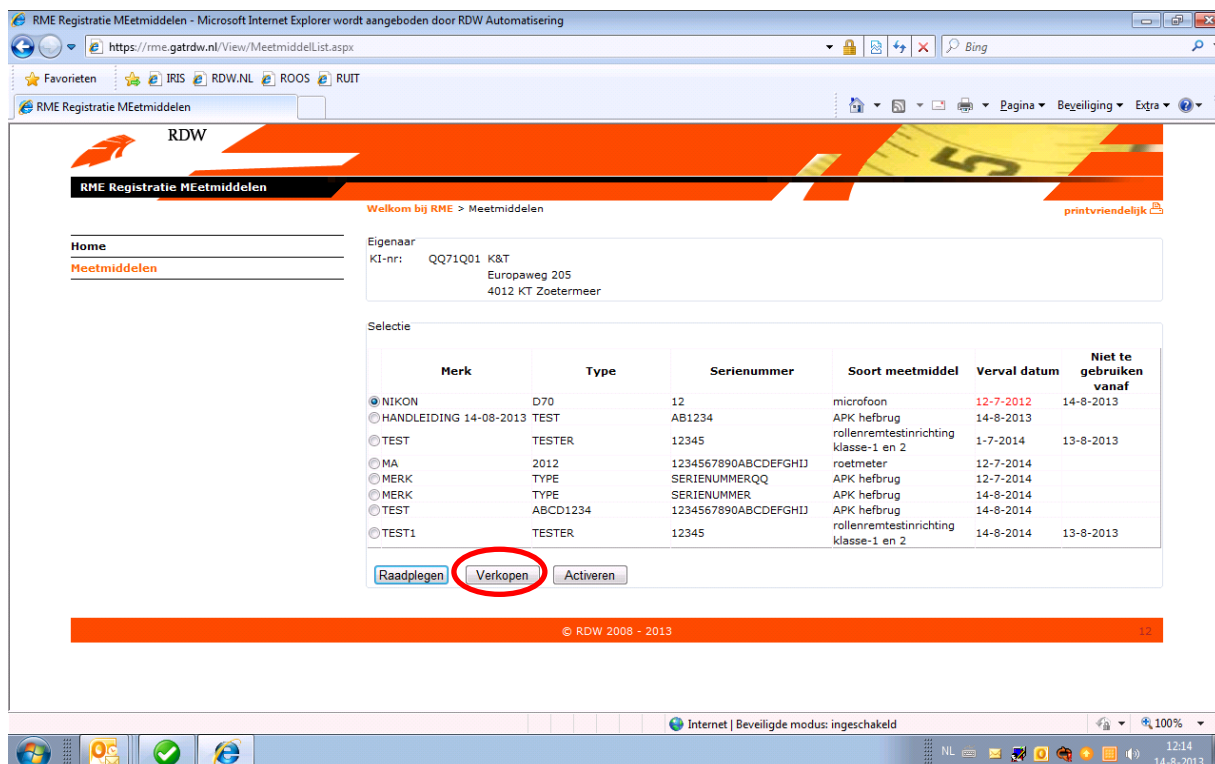 RME Registratie MEetmiddelen - Microsoft Internet Explorer wordt aangeboden door RDW Automatisering
https://rme.gatrdw.nl/View/MeetmiddelList.aspx
Bing
Favorieten IRIS RDW.NL ROOS RUIT
RME Registratie MEetmiddelen
Pagina Beveiliging Extra
RDW
5
RME Registratie MEetmiddelen
Welkom bij RME > Meetmiddelen
printvriendelijk
Home
Meetmiddelen
Eigenaar
KI-nr: QQ71Q01 K&T
Europaweg 205
4012 KT Zoetermeer
Selectie
Merk Type Serienummer Soort meetmiddel Verval datum Niet te gebruiken vanaf
NIKON D70 12 microfoon 12-7-2012 14-8-2013
HANDLEIDING 14-08-2013 TEST AB1234 APK hefbrug 14-8-2013
TEST TESTER 12345 rollenremtestinrichting klasse-1 en 2 1-7-2014 13-8-2013
MA 2012 1234567890ABCDEFGHIJ roetmeter 12-7-2014
MERK TYPE SERIENUMMERQQ APK hefbrug 12-7-2014
MERK TYPE SERIENUMMER APK hefbrug 14-8-2014
TEST ABCD1234 1234567890ABCDEFGHIJ APK hefbrug 14-8-2014
TEST1 TESTER 12345 rollenremtestinrichting klasse-1 en 2 14-8-2014 13-8-2013
Raadplegen Verkopen Activeren
© RDW 2008 - 2013 12
Internet | Beveiligde modus: ingeschakeld 100%
NL 12:14
14-8-2013